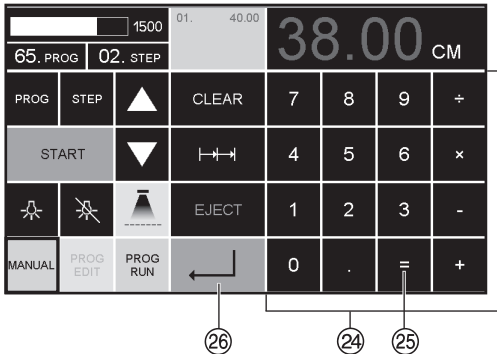 1500
01. 40.00
38.00 CM
65. PROG 02. STEP
PROG STEP CLEAR 7 8 9 ÷
START 4 5 6 ×
EJECT 1 2 3 -
MANUAL PROG EDIT PROG RUN 0 . = +
26 24 25